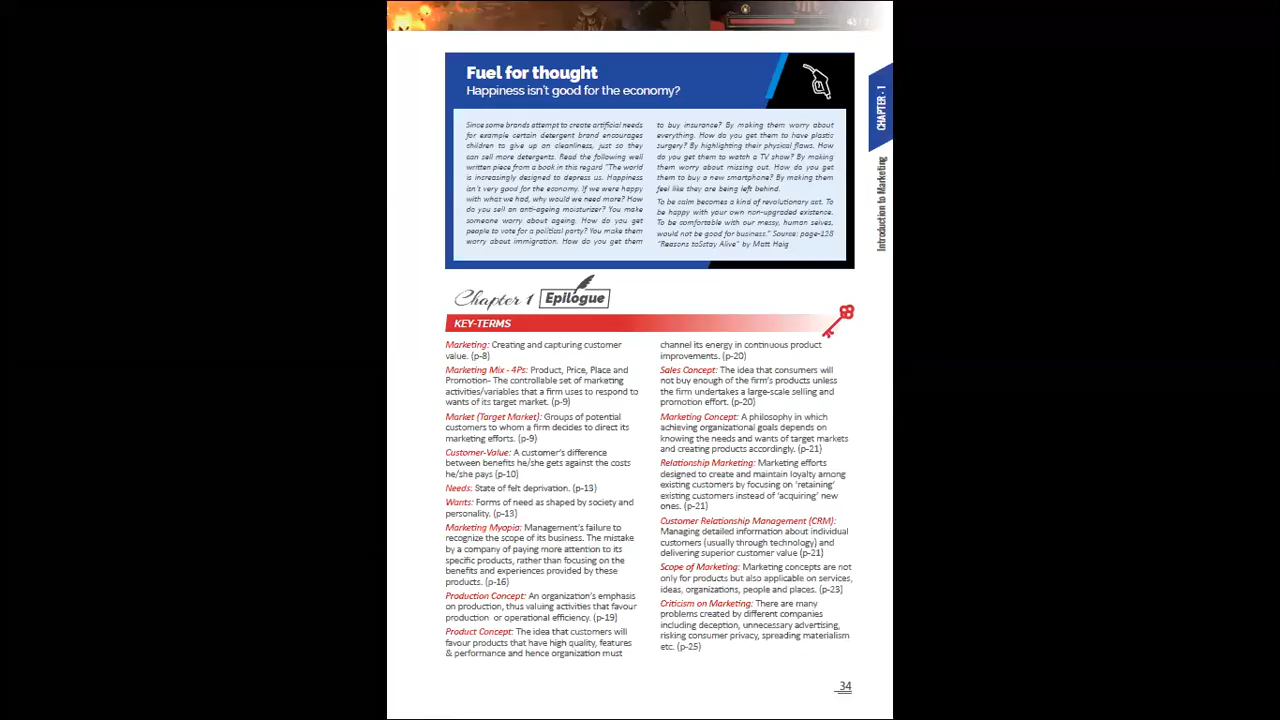 Fuel for thought
Happiness isn't good for the economy?
Since some brands attempt to create artificial needs
for example certain detergent brand encourages
children to give up an cleanliness, just so they
can sell more detergents. Read the following well
written piece from a book in this regard "The world
is increasingly designed to depress us. Happiness
isn't very good for the economy. If we were happy
with what we had, why would we need more? How
do you sell an anti-ageing moisturizer? You make
someone worry about ageing. How do you get
people to vote for a political party? You make them
worry about immigration. How do you get them
to buy insurance? By making them worry about
everything. How do you get them to have plastic
surgery? By highlighting their physical flaws. How
do you get them to watch a TV show? By making
them worry about missing out. How do you get
them to buy a new smartphone? By making them
feel like they are being left behind.
To be calm becomes a kind of revolutionary act. To
be happy with your own non-upgraded existence.
To be comfortable with our messy, human selves,
would not be good for business." Source: page-128
"Reasons toSstay Alive" by Matt Haig
CHAPTER - 1
Introduction to Marketing
Chapter 1 Epilogue
KEY-TERMS
Marketing: Creating and capturing customer
value. (p-8)
Marketing Mix - 4Ps: Product, Price, Place and
Promotion- The controllable set of marketing
activities/variables that a firm uses to respond to
wants of its target market. (p-9)
Market (Target Market): Groups of potential
customers to whom a firm decides to direct its
marketing efforts. (p-9)
Customer-Value: A customer's difference
between benefits he/she gets against the costs
he/she pays (p-10)
Needs: State of felt deprivation. (p-13)
Wants: Forms of need as shaped by society and
personality. (p-13)
Marketing Myopia: Management's failure to
recognize the scope of its business. The mistake
by a company of paying more attention to its
specific products, rather than focusing on the
benefits and experiences provided by these
products. (p-16)
Production Concept: An organization's emphasis
on production, thus valuing activities that favour
production or operational efficiency. (p-19)
Product Concept: The idea that customers will
favour products that have high quality, features
& performance and hence organization must
channel its energy in continuous product
improvements. (p-20)
Sales Concept: The idea that consumers will
not buy enough of the firm's products unless
the firm undertakes a large-scale selling and
promotion effort. (p-20)
Marketing Concept: A philosophy in which
achieving organizational goals depends on
knowing the needs and wants of target markets
and creating products accordingly. (p-21)
Relationship Marketing: Marketing efforts
designed to create and maintain loyalty among
existing customers by focusing on 'retaining'
existing customers instead of 'acquiring' new
ones. (p-21)
Customer Relationship Management (CRM):
Managing detailed information about individual
customers (usually through technology) and
delivering superior customer value (p-21)
Scope of Marketing: Marketing concepts are not
only for products but also applicable on services,
ideas, organizations, people and places. (p-23)
Criticism on Marketing: There are many
problems created by different companies
including deception, unnecessary advertising,
risking consumer privacy, spreading materialism
etc. (p-25)
34